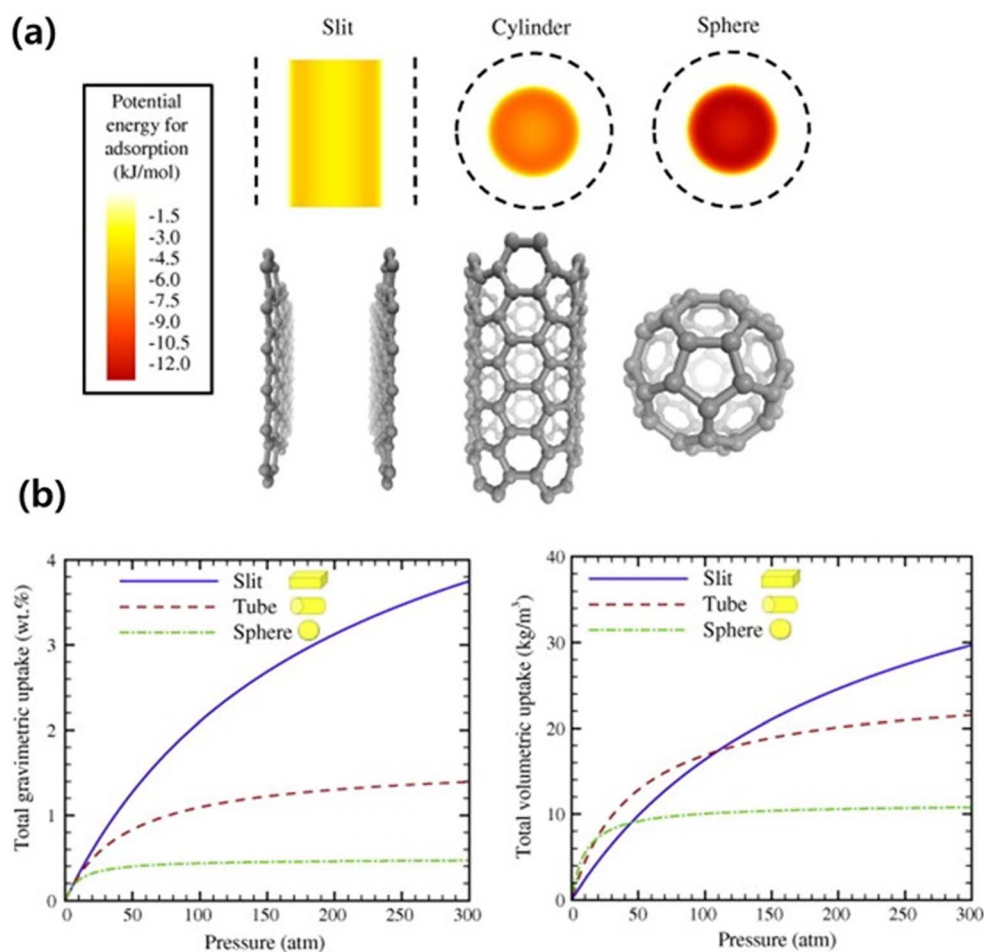 (a)
Slit
Cylinder
Sphere
Potential
energy for
adsorption
(kJ/mol)
-1.5
-3.0
-4.5
-6.0
-7.5
-9.0
-10.5
-12.0
(b)
Total gravimetric uptake (wt.%)
4
3
2
1
0
Slit
Tube
Sphere
0 50 100 150 200 250 300
Pressure (atm)
Total volumetric uptake (kg/m³)
40
30
20
10
0
Slit
Tube
Sphere
0 50 100 150 200 250 300
Pressure (atm)